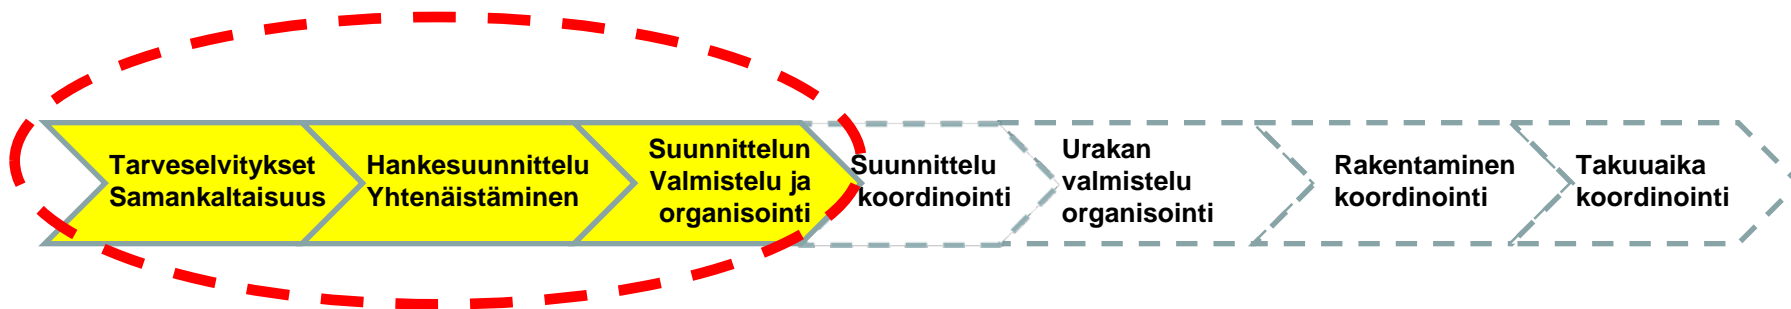 Tarveselvitykset
Samankaltaisuus
Hankesuunnittelu
Yhtenäistäminen
Suunnittelun
Valmistelu ja
organisointi
Suunnittelu
koordinointi
Urakan
valmistelu
organisointi
Rakentaminen
koordinointi
Takuuaika
koordinointi